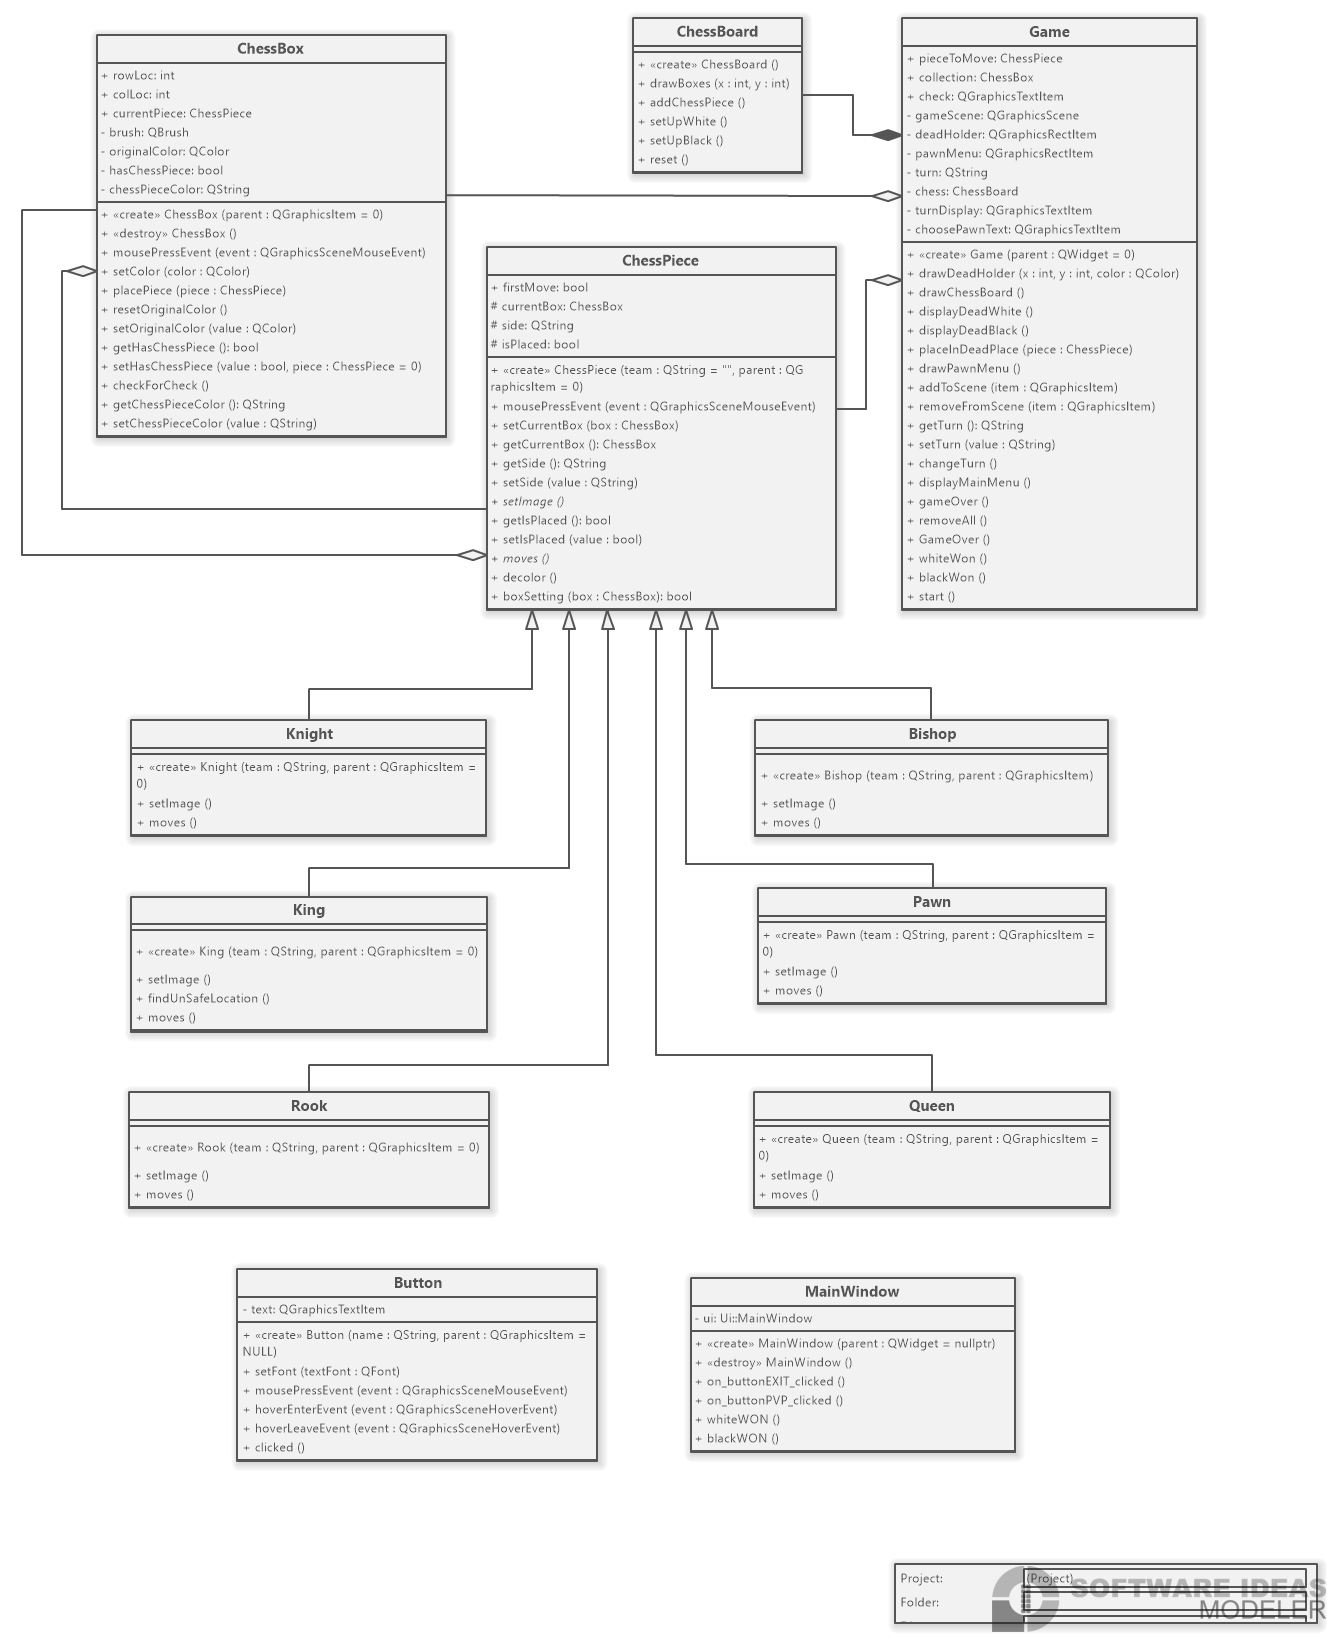 ChessBox
+ rowLoc: int
+ colLoc: int
+ currentPiece: ChessPiece
- brush: QBrush
- originalColor: QColor
- hasChessPiece: bool
- chessPieceColor: QString
+ «create» ChessBox (parent : QGraphicsItem = 0)
+ «destroy» ChessBox ()
+ mousePressEvent (event : QGraphicsSceneMouseEvent)
+ setColor (color : QColor)
+ placePiece (piece : ChessPiece)
+ resetOriginalColor ()
+ setOriginalColor (value : QColor)
+ getHasChessPiece (): bool
+ setHasChessPiece (value : bool, piece : ChessPiece = 0)
+ checkForCheck ()
+ getChessPieceColor (): QString
+ setChessPieceColor (value : QString)
ChessBoard
+ «create» ChessBoard ()
+ drawBoxes (x : int, y : int)
+ addChessPiece ()
+ setUpWhite ()
+ setUpBlack ()
+ reset ()
Game
+ pieceToMove: ChessPiece
+ collection: ChessBox
+ check: QGraphicsTextItem
- gameScene: QGraphicsScene
- deadHolder: QGraphicsRectItem
- pawnMenu: QGraphicsRectItem
- turn: QString
- chess: ChessBoard
- turnDisplay: QGraphicsTextItem
- choosePawnText: QGraphicsTextItem
+ «create» Game (parent : QWidget = 0)
+ drawDeadHolder (x : int, y : int, color : QColor)
+ drawChessBoard ()
+ displayDeadWhite ()
+ displayDeadBlack ()
+ placeInDeadPlace (piece : ChessPiece)
+ drawPawnMenu ()
+ addToScene (item : QGraphicsItem)
+ removeFromScene (item : QGraphicsItem)
+ getTurn (): QString
+ setTurn (value : QString)
+ changeTurn ()
+ displayMainMenu ()
+ gameOver ()
+ removeAll ()
+ GameOver ()
+ whiteWon ()
+ blackWon ()
+ start ()
ChessPiece
+ firstMove: bool
# currentBox: ChessBox
# side: QString
# isPlaced: bool
+ «create» ChessPiece (team : QString = "", parent : QG
raphicsItem = 0)
+ mousePressEvent (event : QGraphicsSceneMouseEvent)
+ setCurrentBox (box : ChessBox)
+ getCurrentBox (): ChessBox
+ getSide (): QString
+ setSide (value : QString)
+ setImage ()
+ getIsPlaced (): bool
+ setIsPlaced (value : bool)
+ moves ()
+ decolor ()
+ boxSetting (box : ChessBox): bool
Knight
+ «create» Knight (team : QString, parent : QGraphicsItem =
0)
+ setImage ()
+ moves ()
Bishop
+ «create» Bishop (team : QString, parent : QGraphicsItem)
+ setImage ()
+ moves ()
King
+ «create» King (team : QString, parent : QGraphicsItem = 0)
+ setImage ()
+ findUnSafeLocation ()
+ moves ()
Pawn
+ «create» Pawn (team : QString, parent : QGraphicsItem =
0)
+ setImage ()
+ moves ()
Rook
+ «create» Rook (team : QString, parent : QGraphicsItem = 0)
+ setImage ()
+ moves ()
Queen
+ «create» Queen (team : QString, parent : QGraphicsItem =
0)
+ setImage ()
+ moves ()
Button
- text: QGraphicsTextItem
+ «create» Button (name : QString, parent : QGraphicsItem =
NULL)
+ setFont (textFont : QFont)
+ mousePressEvent (event : QGraphicsSceneMouseEvent)
+ hoverEnterEvent (event : QGraphicsSceneHoverEvent)
+ hoverLeaveEvent (event : QGraphicsSceneHoverEvent)
+ clicked ()
MainWindow
- ui: Ui::MainWindow
+ «create» MainWindow (parent : QWidget = nullptr)
+ «destroy» MainWindow ()
+ on_buttonEXIT_clicked ()
+ on_buttonPVP_clicked ()
+ whiteWON ()
+ blackWON ()
Project: (Project)
Folder:
SOFTWARE IDEAS
MODELER